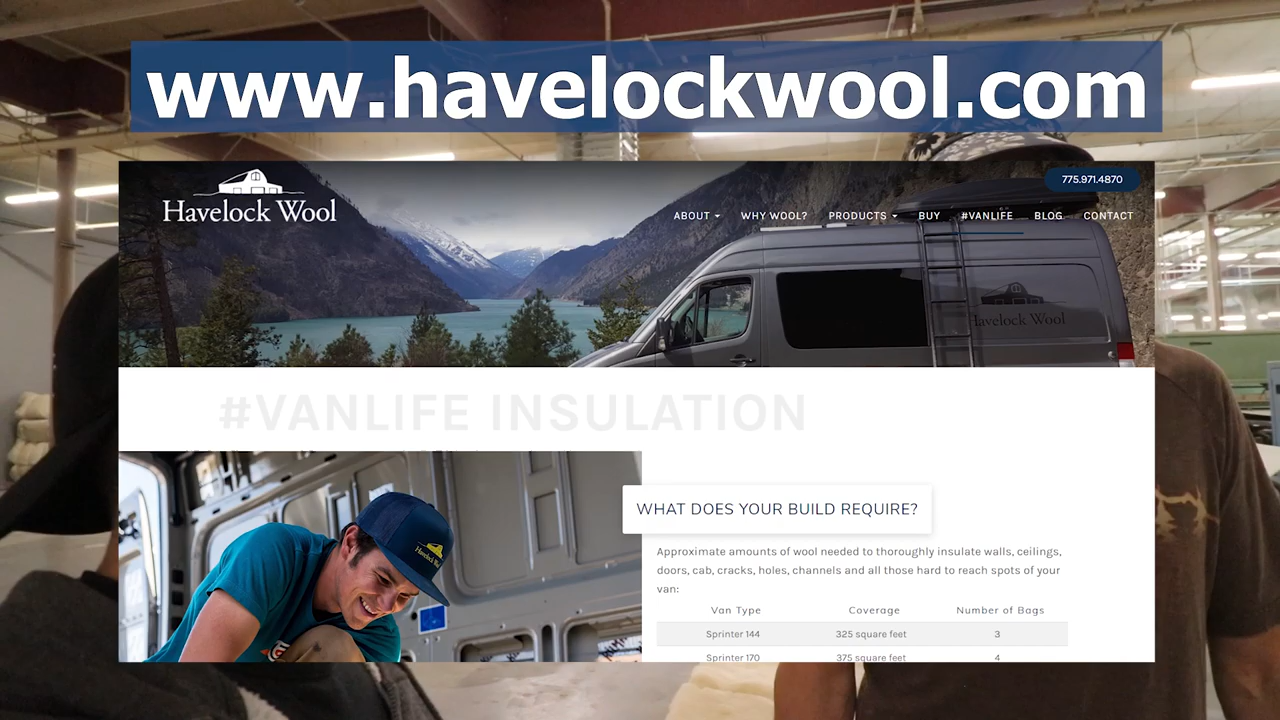 www.havelockwool.com
775.971.4870
Havelock Wool
ABOUT WHY WOOL? PRODUCTS BUY #VANLIFE BLOG CONTACT
Havelock Wool
#VANLIFE INSULATION
WHAT DOES YOUR BUILD REQUIRE?
Havelock Wool
Approximate amounts of wool needed to thoroughly insulate walls, ceilings,
doors, cab, cracks, holes, channels and all those hard to reach spots of your
van:
Van Type Coverage Number of Bags
Sprinter 144 325 square feet 3
Sprinter 170 375 square feet 4